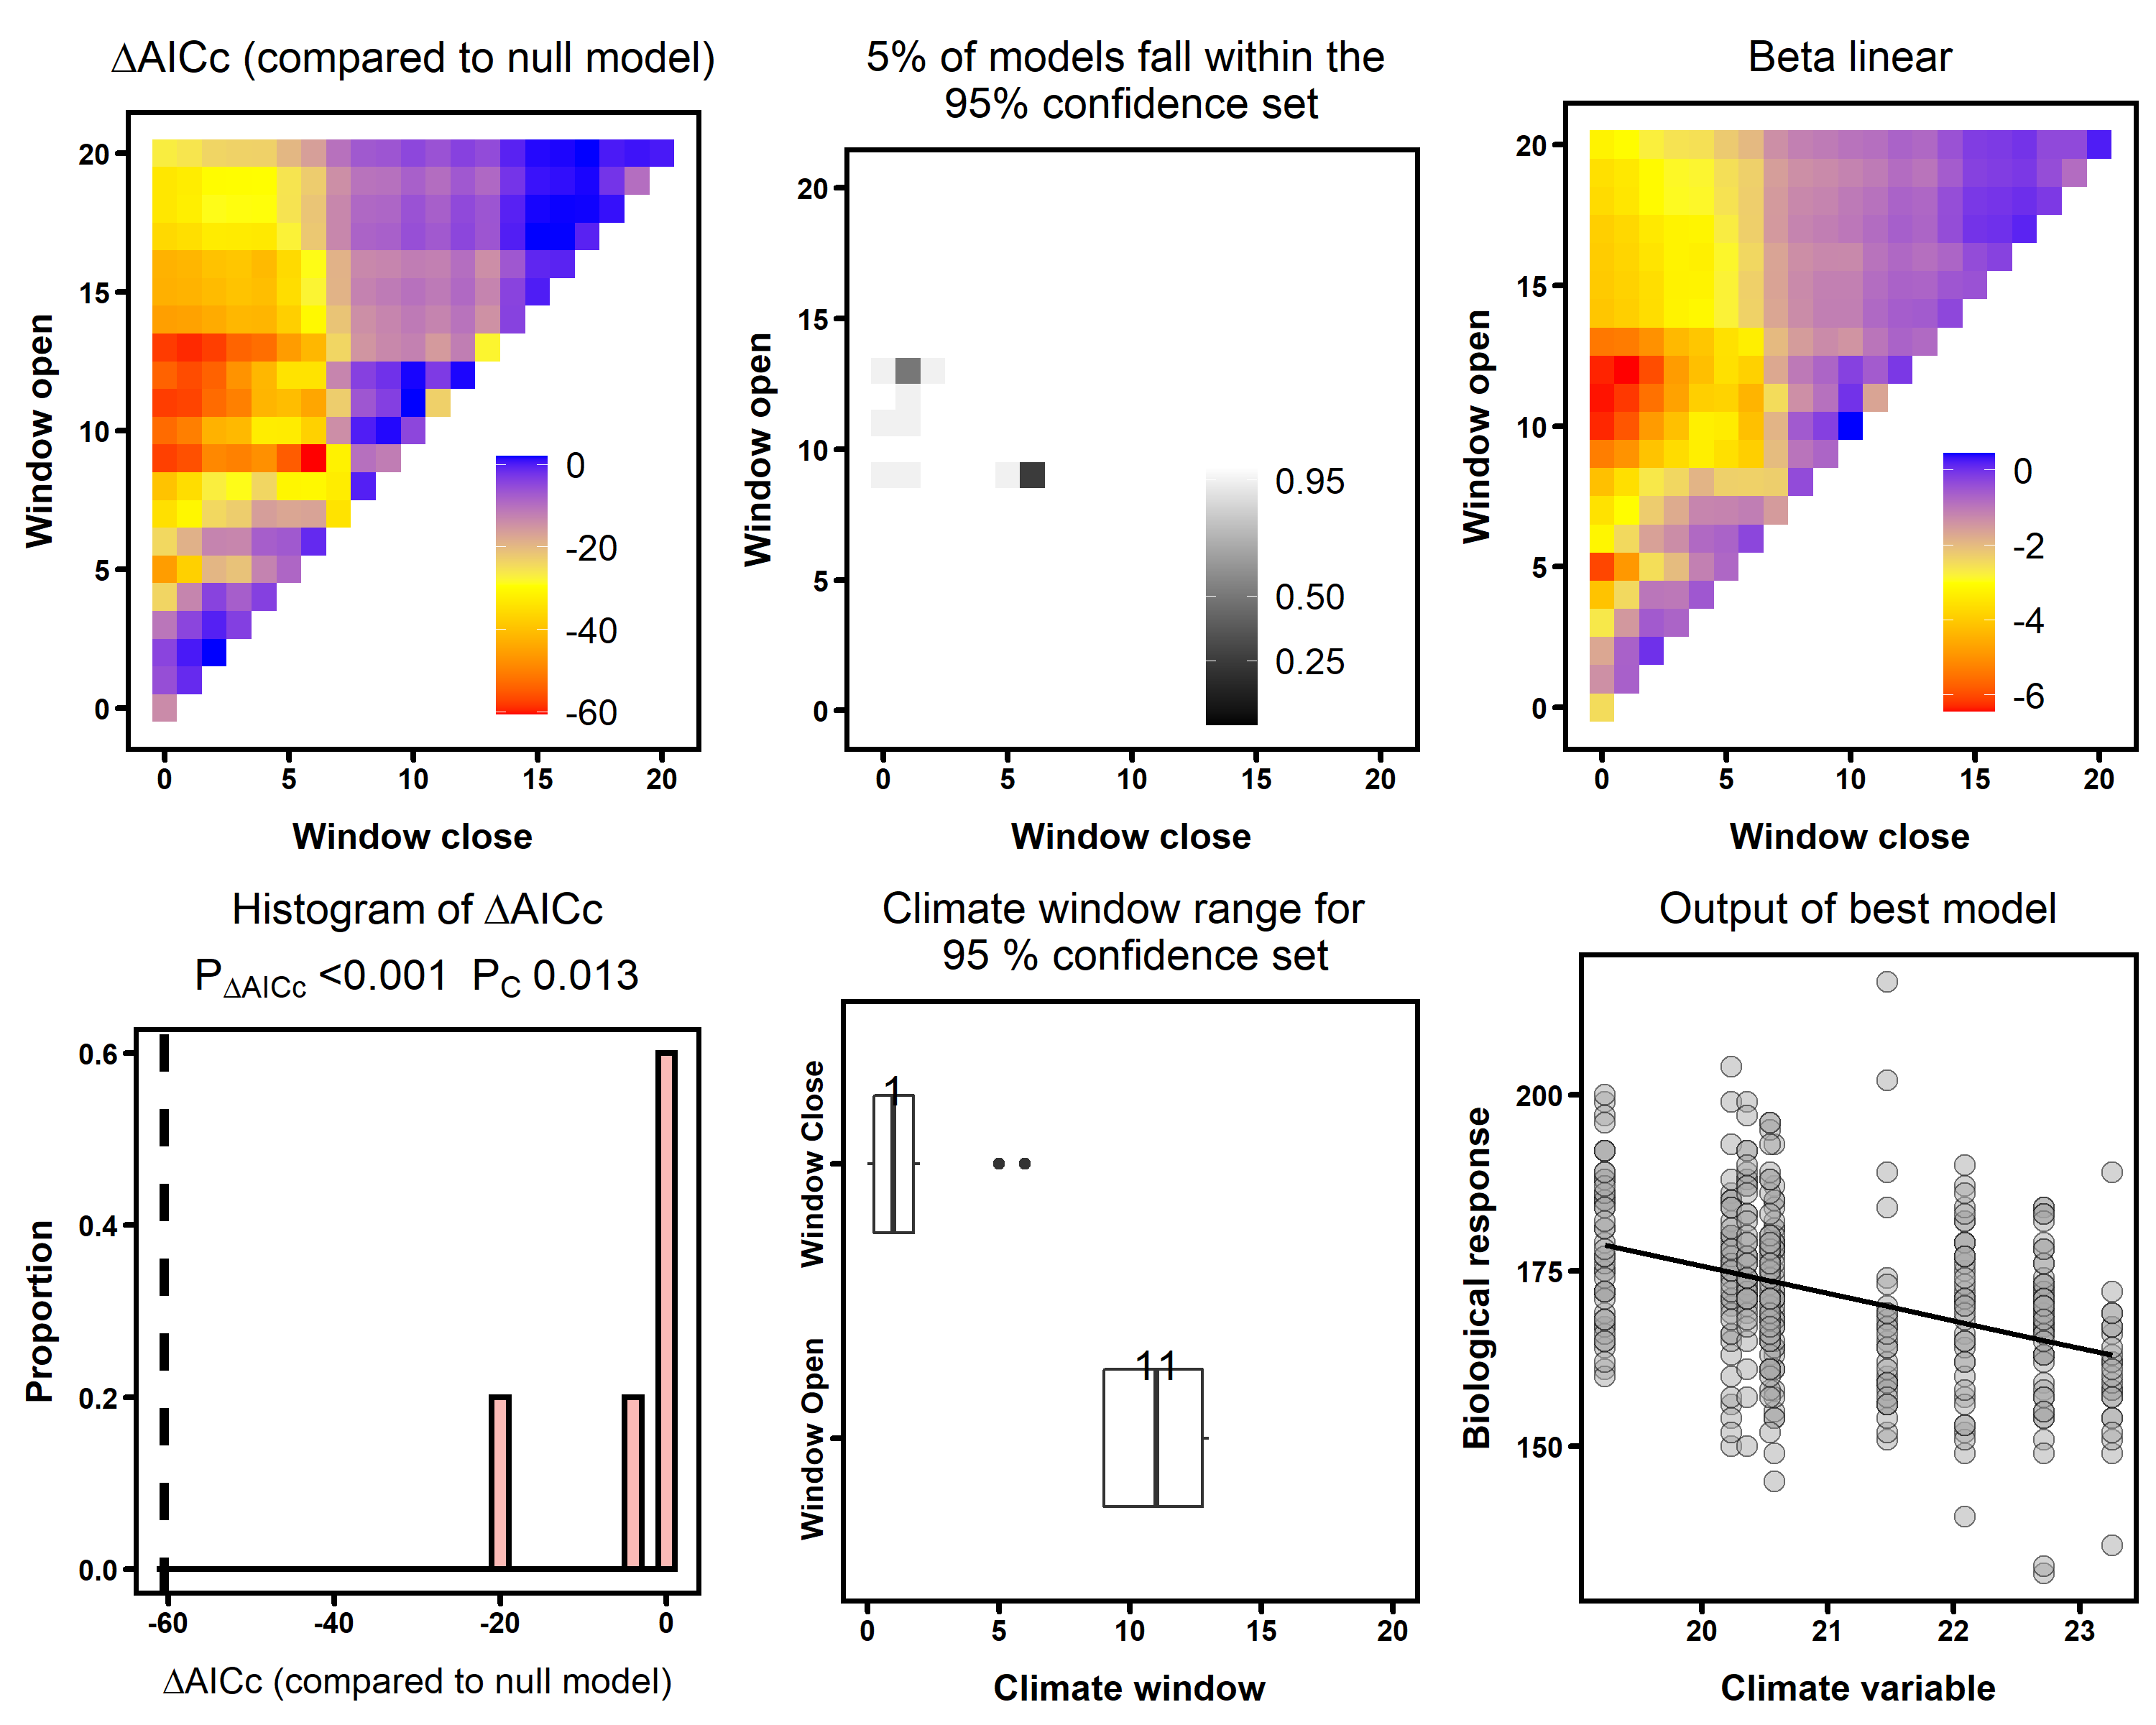 ΔAICc (compared to null model)
20
15
10
5
0
Window open
0
-20
-40
-60
0 5 10 15 20
Window close
5% of models fall within the
95% confidence set
20
15
10
5
0
Window open
0.95
0.50
0.25
0 5 10 15 20
Window close
Beta linear
20
15
10
5
0
Window open
0
-2
-4
-6
0 5 10 15 20
Window close
Histogram of ΔAICc
PΔAICc <0.001 PC 0.013
0.6
0.4
0.2
0.0
Proportion
-60 -40 -20 0
ΔAICc (compared to null model)
Climate window range for
95 % confidence set
Window Close
1
Window Open
11
0 5 10 15 20
Climate window
Output of best model
200
175
150
Biological response
20 21 22 23
Climate variable